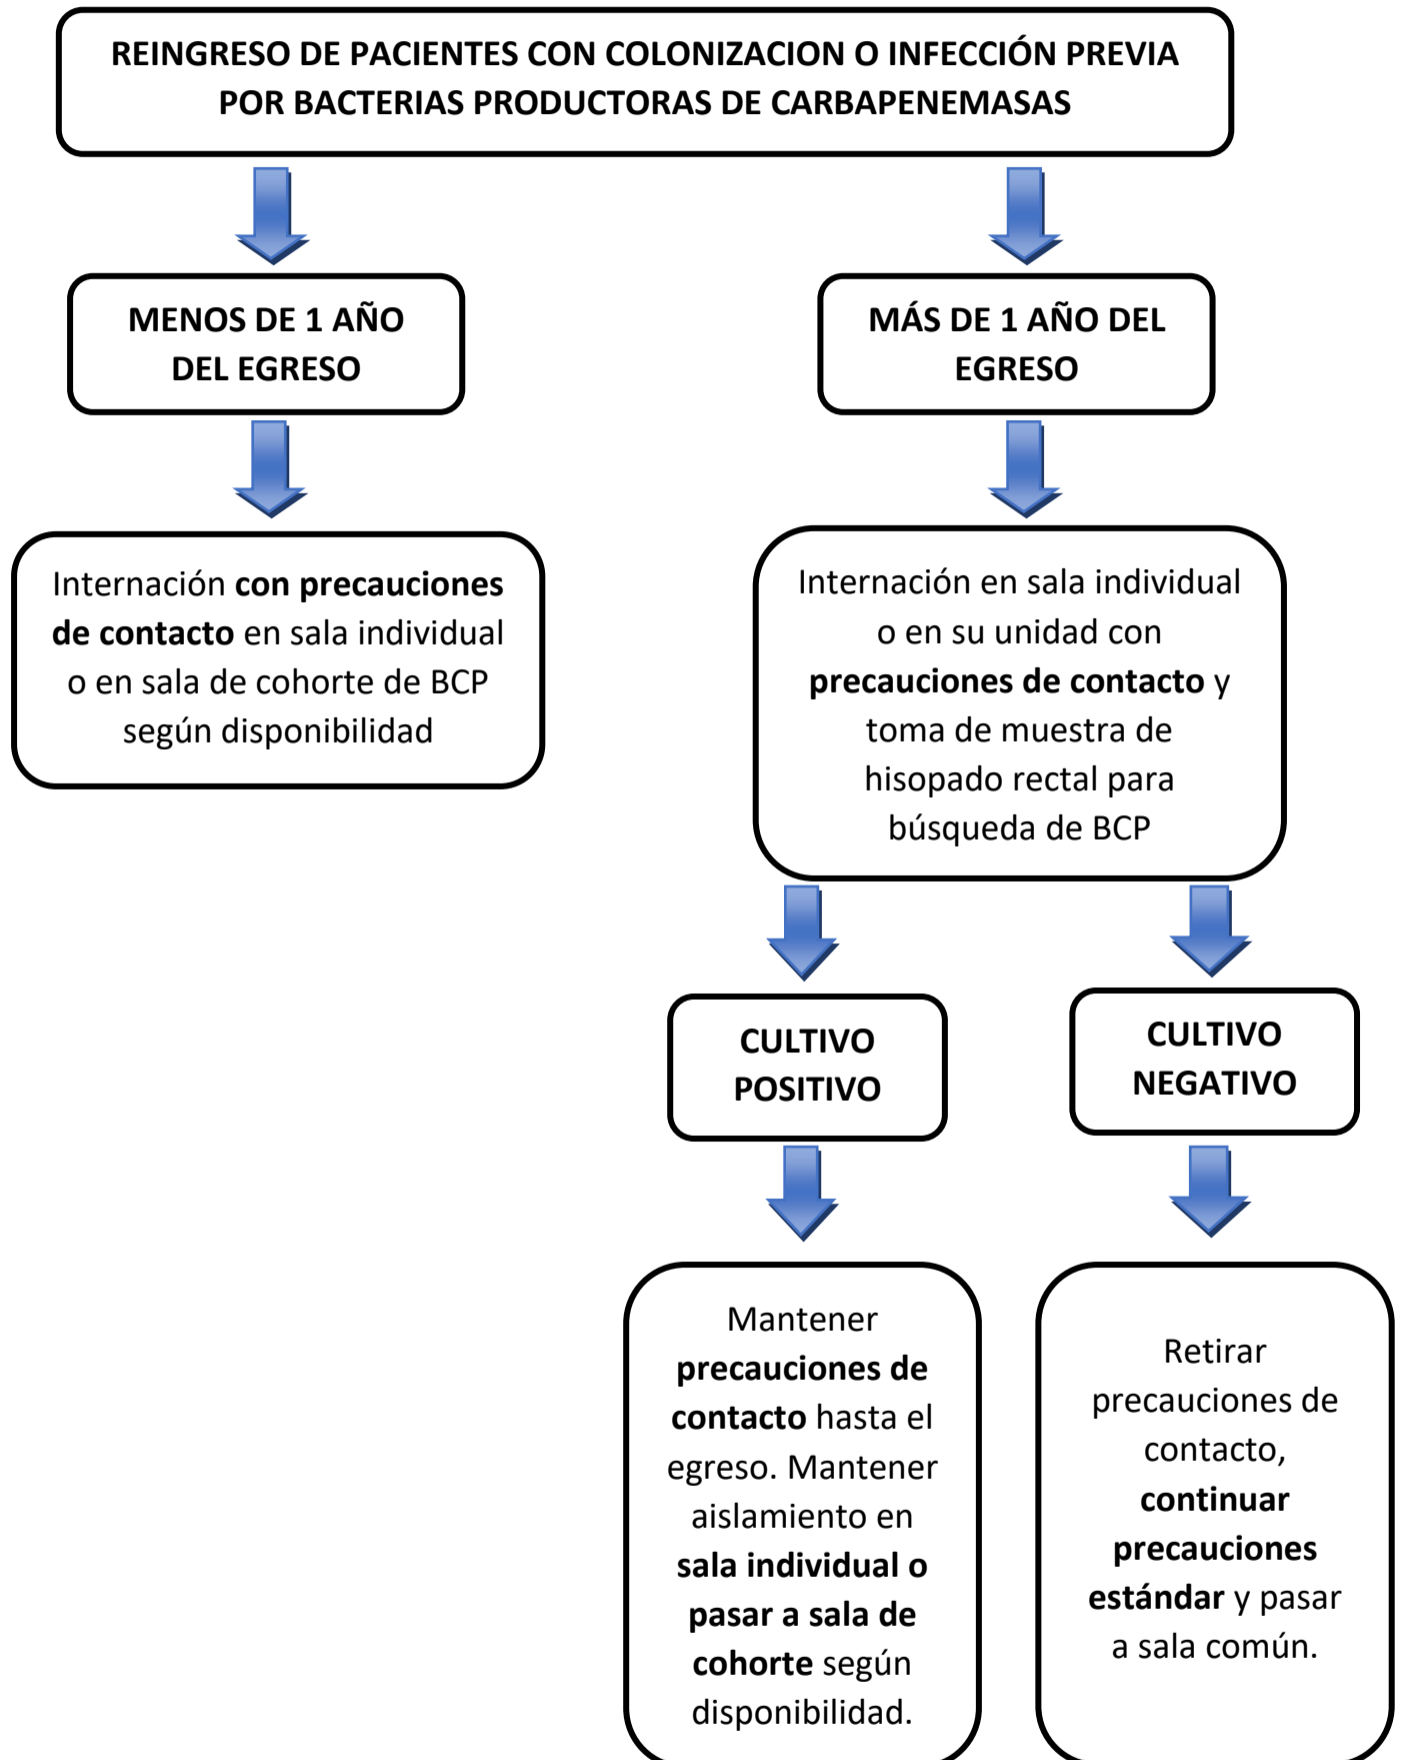 REINGRESO DE PACIENTES CON COLONIZACION O INFECCIÓN PREVIA
POR BACTERIAS PRODUCTORAS DE CARBAPENEMASAS
MENOS DE 1 AÑO
DEL EGRESO
MÁS DE 1 AÑO DEL
EGRESO
Internación con precauciones
de contacto en sala individual
o en sala de cohorte de BCP
según disponibilidad
Internación en sala individual
o en su unidad con
precauciones de contacto y
toma de muestra de
hisopado rectal para
búsqueda de BCP
CULTIVO
POSITIVO
CULTIVO
NEGATIVO
Mantener
precauciones de
contacto hasta el
egreso. Mantener
aislamiento en
sala individual o
pasar a sala de
cohorte según
disponibilidad.
Retirar
precauciones de
contacto,
continuar
precauciones
estándar y pasar
a sala común.